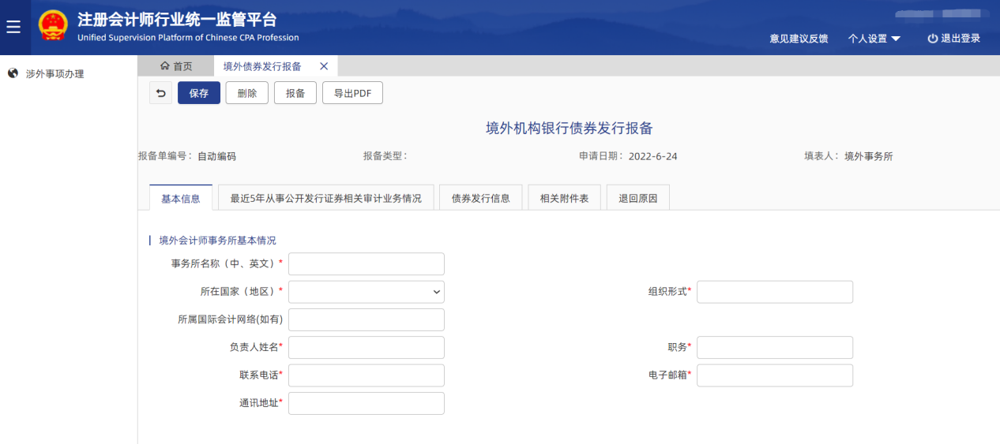 注册会计师行业统一监管平台
Unified Supervision Platform of Chinese CPA Profession
意见建议反馈 个人设置 退出登录
涉外事项办理
首页 境外债券发行报备
保存 删除 报备 导出PDF
境外机构银行债券发行报备
报备单编号：自动编码 报备类型： 申请日期：2022-6-24 填表人：境外事务所
基本信息 最近5年从事公开发行证券相关审计业务情况 债券发行信息 相关附件表 退回原因
境外会计师事务所基本情况
事务所名称（中、英文）*
所在国家（地区）* 组织形式*
所属国际会计网络(如有)
负责人姓名* 职务*
联系电话* 电子邮箱*
通讯地址*